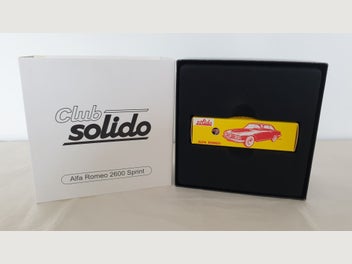 Club
solido
Alfa Romeo 2600 Sprint
solido
ALFA ROMEO